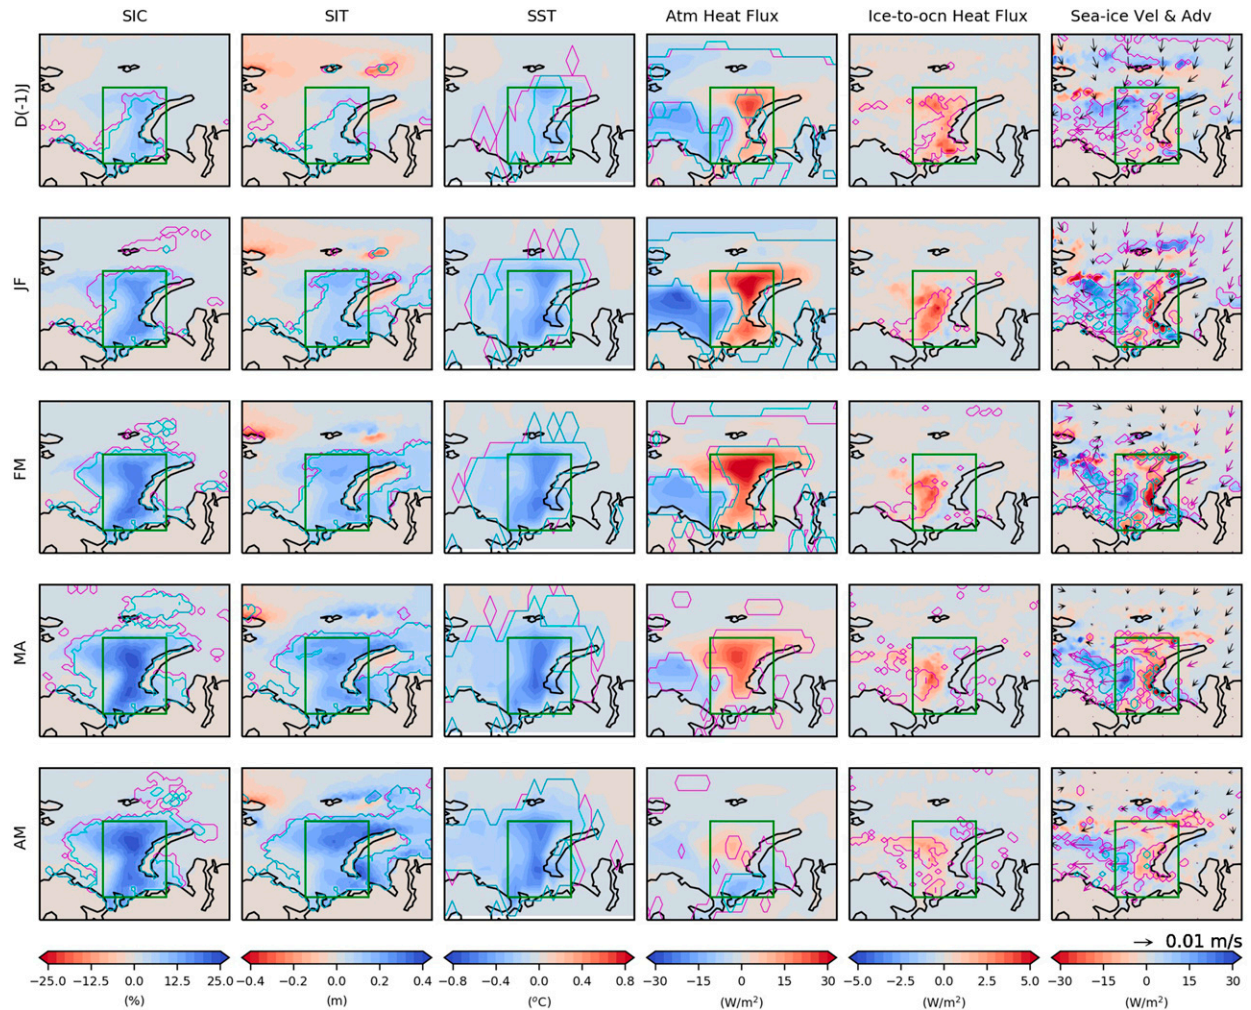 SIC SIT SST Atm Heat Flux Ice-to-ocn Heat Flux Sea-ice Vel & Adv
D(-1)J
JF
FM
MA
AM
0.01 m/s
−25.0 −12.5 0.0 12.5 25.0 −0.4 −0.2 0.0 0.2 0.4 −0.8 −0.4 0.0 0.4 0.8 −30 −15 0 15 30 −5.0 −2.5 0.0 2.5 5.0 −30 −15 0 15 30
(%) (m) (°C) (W/m²) (W/m²) (W/m²)